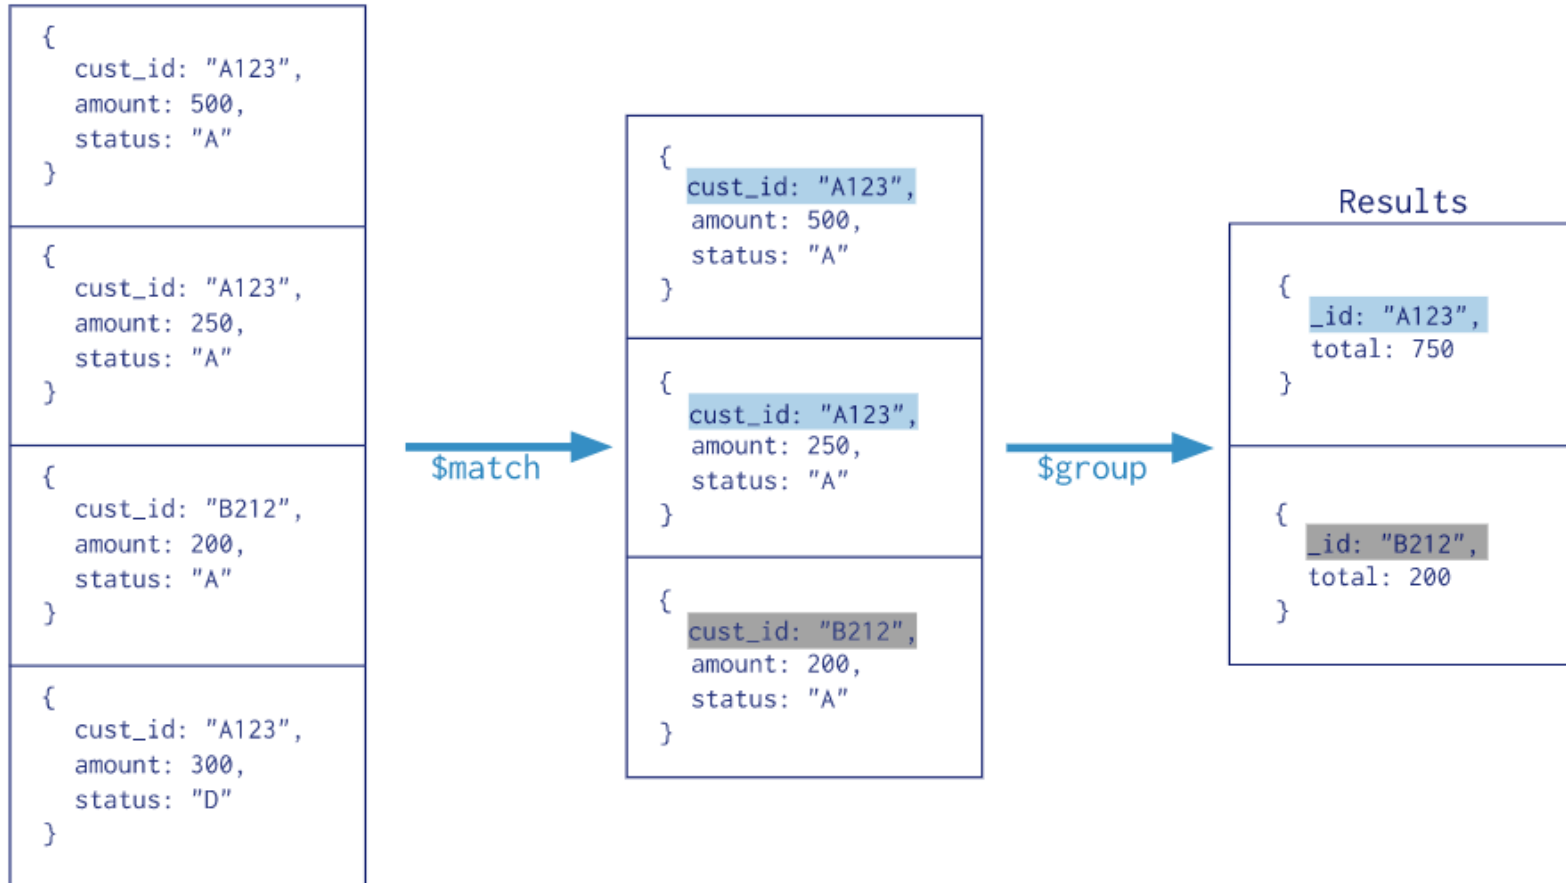 {
cust_id: "A123",
amount: 500,
status: "A"
}
{
cust_id: "A123",
amount: 250,
status: "A"
}
{
cust_id: "B212",
amount: 200,
status: "A"
}
{
cust_id: "A123",
amount: 300,
status: "D"
}
$match
{
cust_id: "A123",
amount: 500,
status: "A"
}
{
cust_id: "A123",
amount: 250,
status: "A"
}
{
cust_id: "B212",
amount: 200,
status: "A"
}
$group
Results
{
_id: "A123",
total: 750
}
{
_id: "B212",
total: 200
}